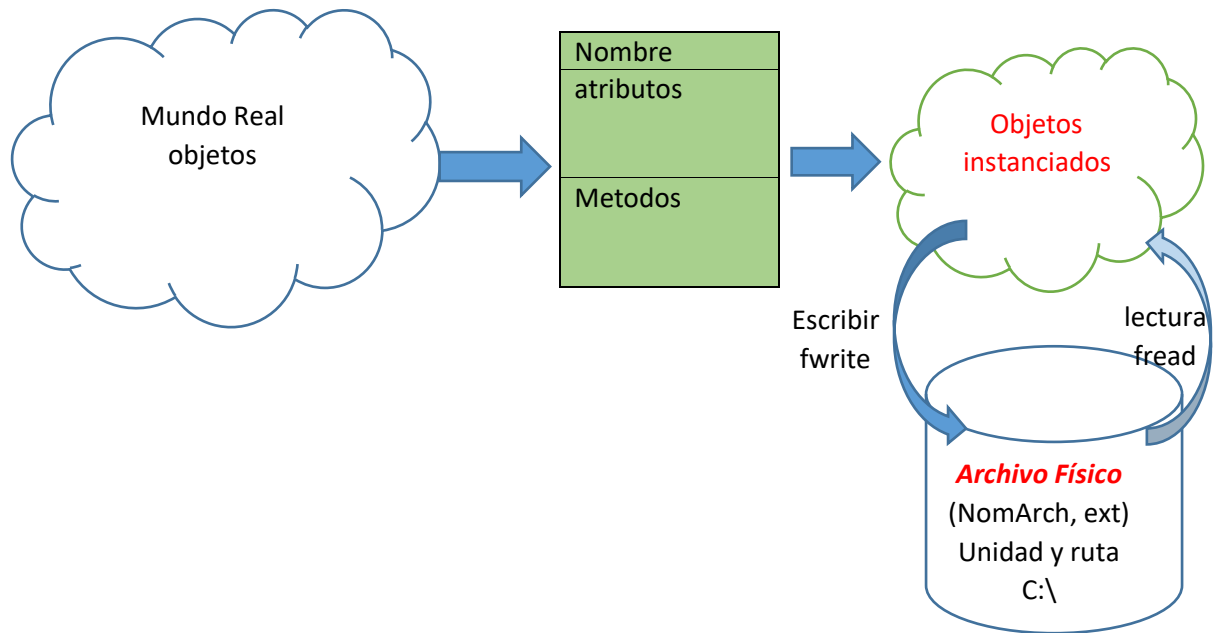 Mundo Real
objetos
Nombre
atributos
Metodos
Objetos
instanciados
Escribir
fwrite
lectura
fread
Archivo Físico
(NomArch, ext)
Unidad y ruta
C:\